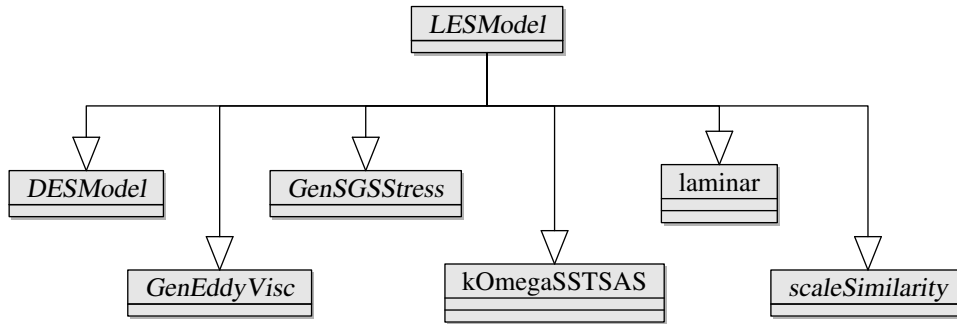 LESModel
DESModel
GenSGSStress
laminar
GenEddyVisc
kOmegaSSTSAS
scaleSimilarity